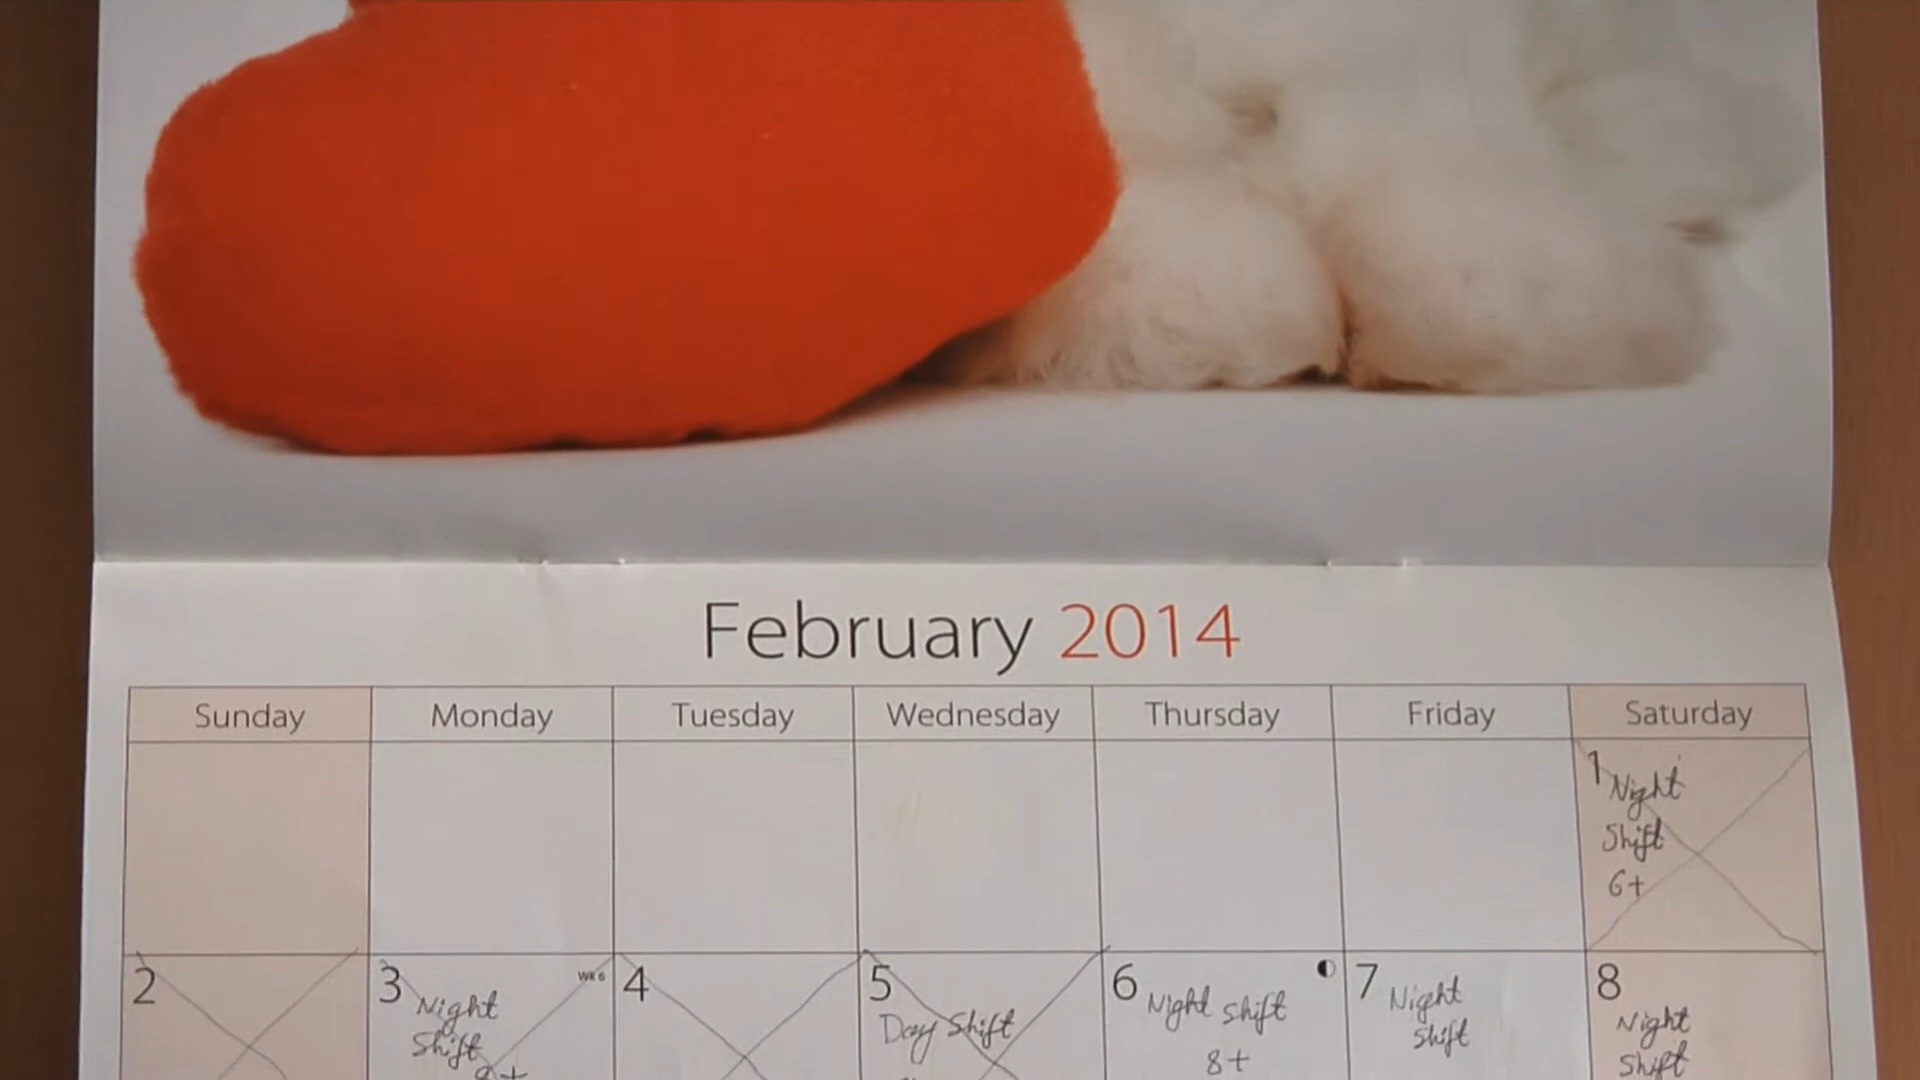 February 2014
Sunday Monday Tuesday Wednesday Thursday Friday Saturday
1
Night
Shift
6+
2
3 WK 6
Night
Shift
4
5
Day Shift
6
Night shift
8+
7
Night
shift
8
Night
Shift